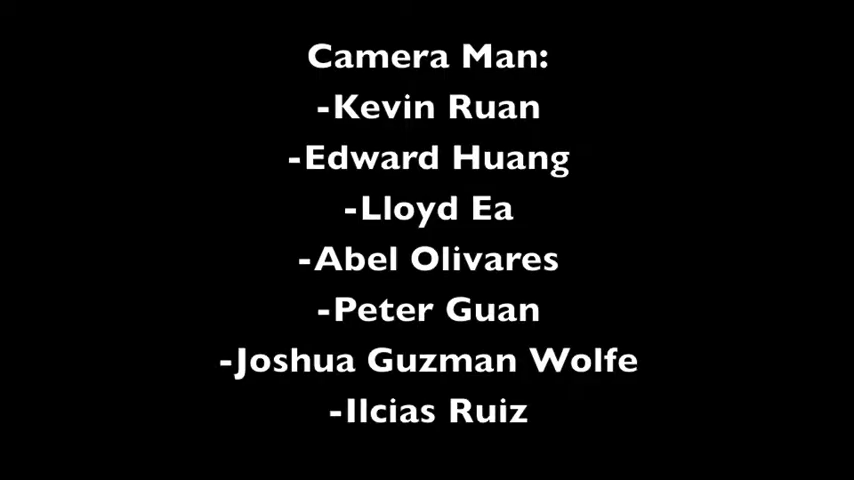 Camera Man:
-Kevin Ruan
-Edward Huang
-Lloyd Ea
-Abel Olivares
-Peter Guan
-Joshua Guzman Wolfe
-Ilcias Ruiz